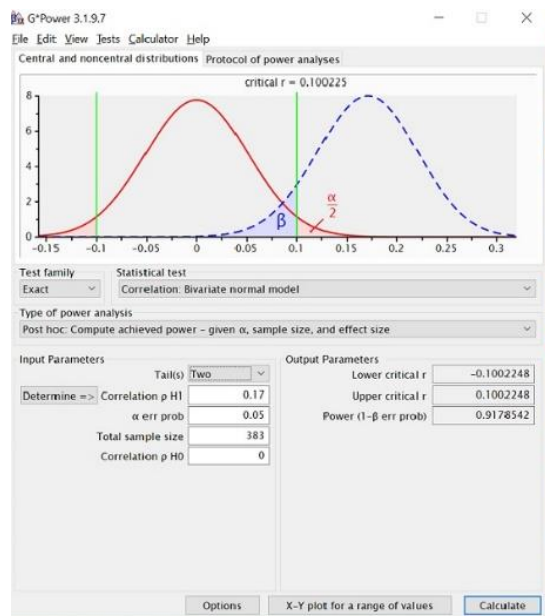 G*Power 3.1.9.7
File Edit View Tests Calculator Help
Central and noncentral distributions Protocol of power analyses
critical r = 0.100225
8
6
4
2
0
β
α
2
-0.15 -0.1 -0.05 0 0.05 0.1 0.15 0.2 0.25 0.3
Test family Statistical test
Exact Correlation: Bivariate normal model
Type of power analysis
Post hoc: Compute achieved power - given α, sample size, and effect size
Input Parameters Output Parameters
Tail(s) Two Lower critical r -0.1002248
Determine => Correlation ρ H1 0.17 Upper critical r 0.1002248
α err prob 0.05 Power (1-β err prob) 0.9178542
Total sample size 383
Correlation ρ H0 0
Options X-Y plot for a range of values Calculate